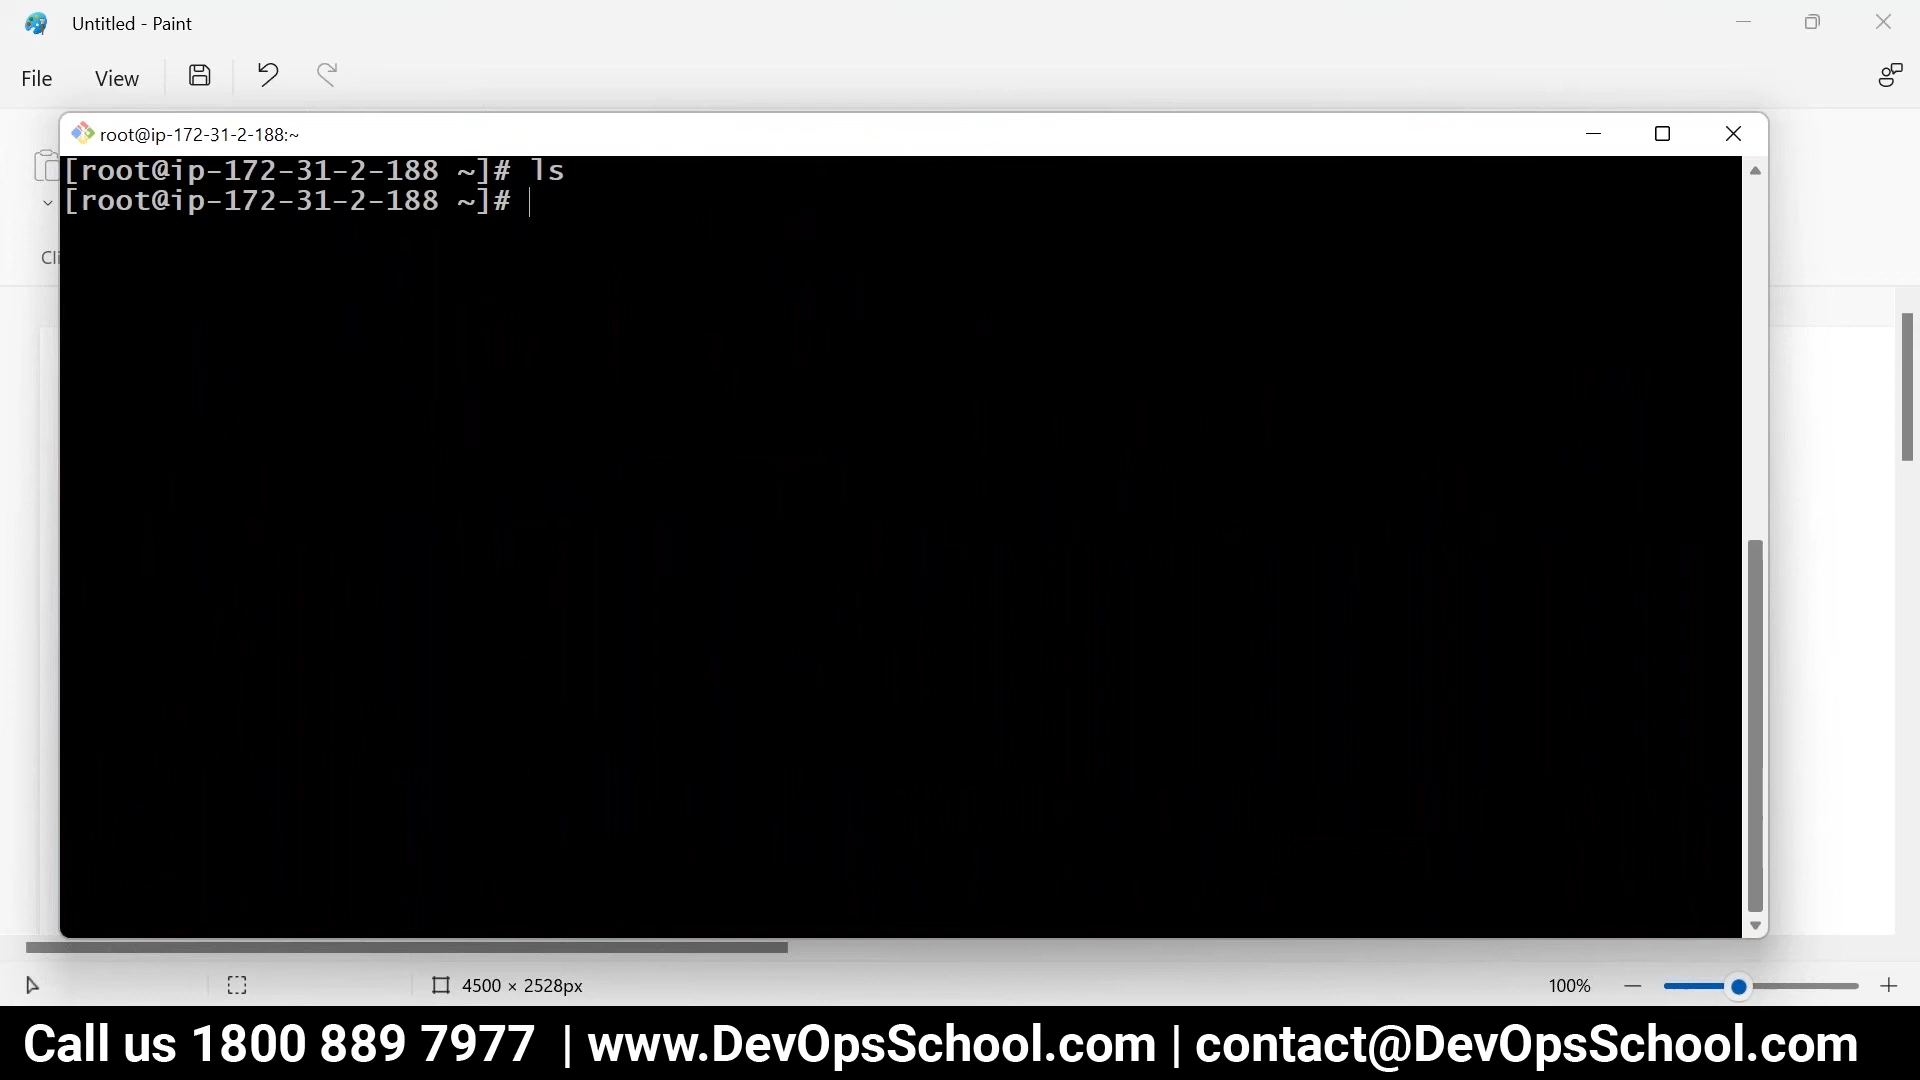 Untitled - Paint
File View
root@ip-172-31-2-188:~
[root@ip-172-31-2-188 ~]# ls
[root@ip-172-31-2-188 ~]#
Cli
4500 × 2528px
100%
Call us 1800 889 7977 | www.DevOpsSchool.com | contact@DevOpsSchool.com